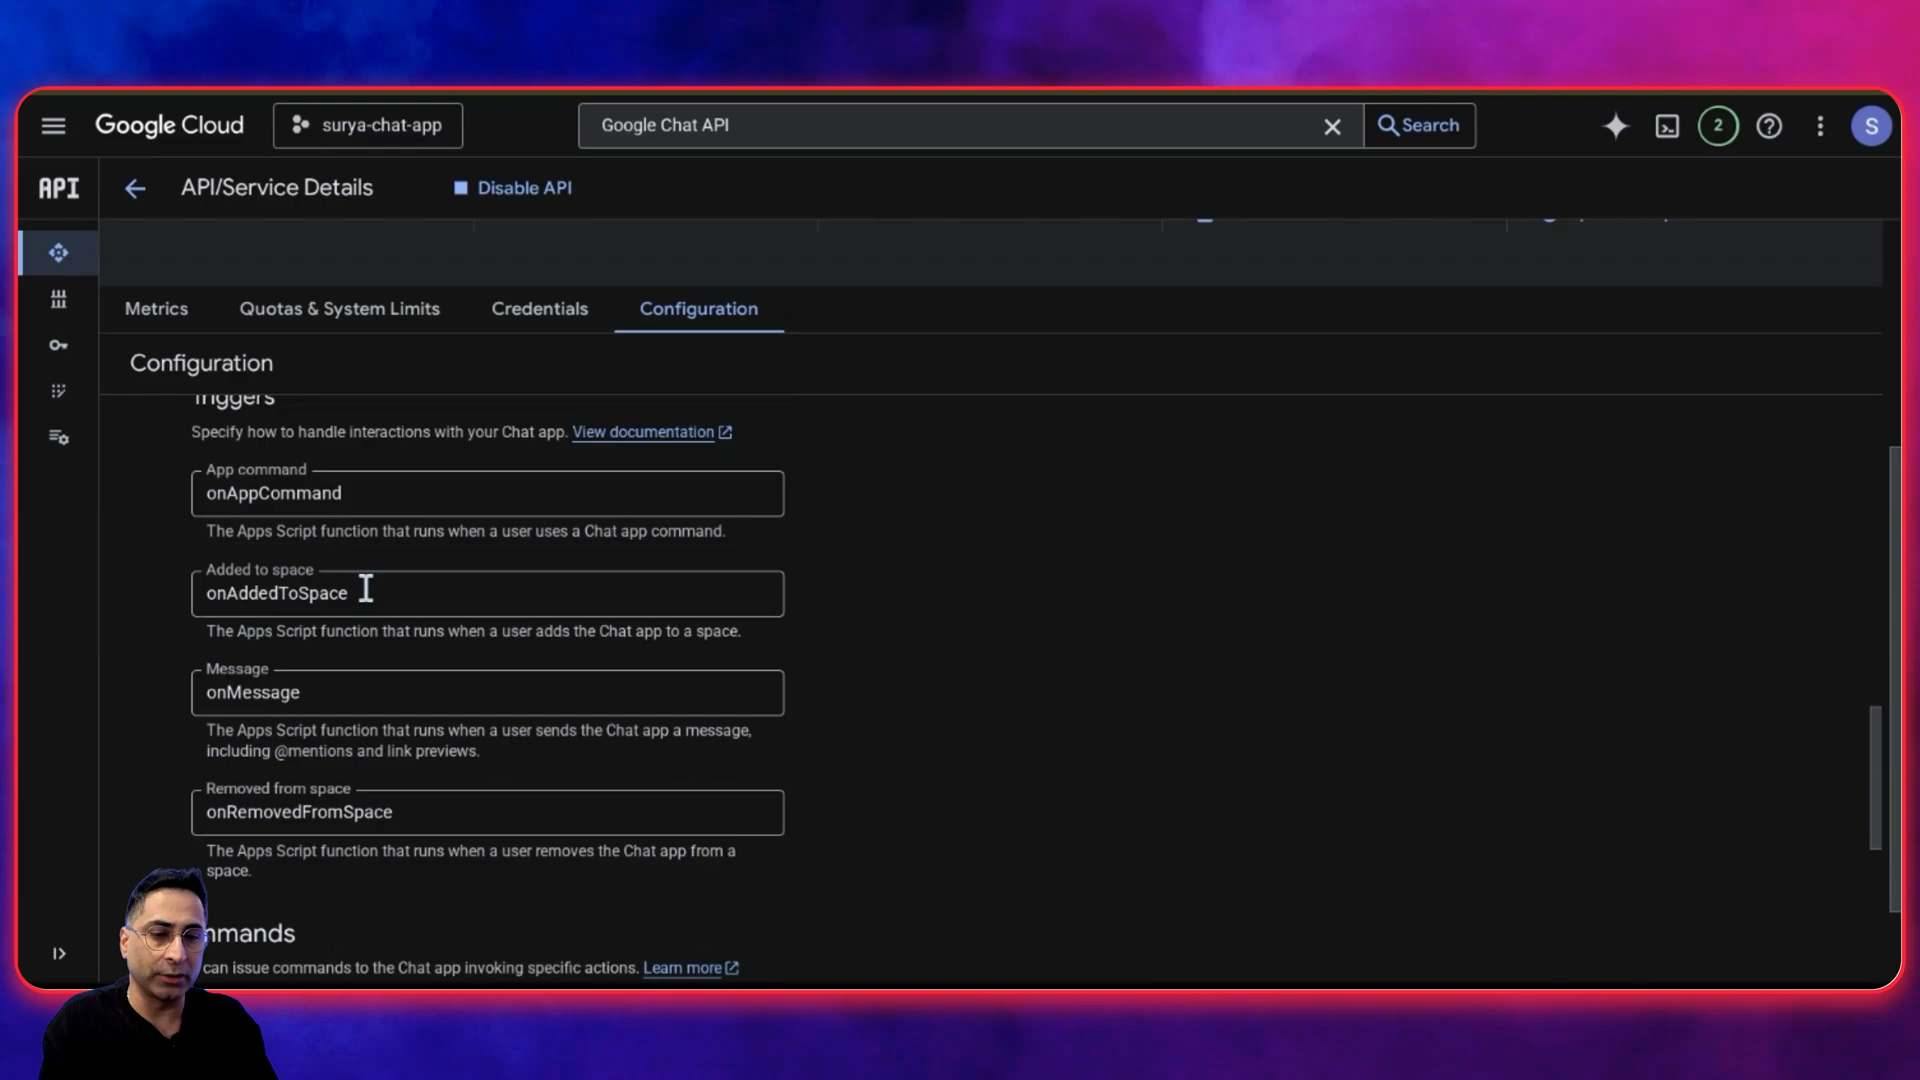 Google Cloud
surya-chat-app
Google Chat API
Search
2
S
API
API/Service Details
Disable API
Metrics
Quotas & System Limits
Credentials
Configuration
Configuration
Triggers
Specify how to handle interactions with your Chat app. View documentation
App command
onAppCommand
The Apps Script function that runs when a user uses a Chat app command.
Added to space
onAddedToSpace
The Apps Script function that runs when a user adds the Chat app to a space.
Message
onMessage
The Apps Script function that runs when a user sends the Chat app a message,
including @mentions and link previews.
Removed from space
onRemovedFromSpace
The Apps Script function that runs when a user removes the Chat app from a
space.
mmands
can issue commands to the Chat app invoking specific actions. Learn more